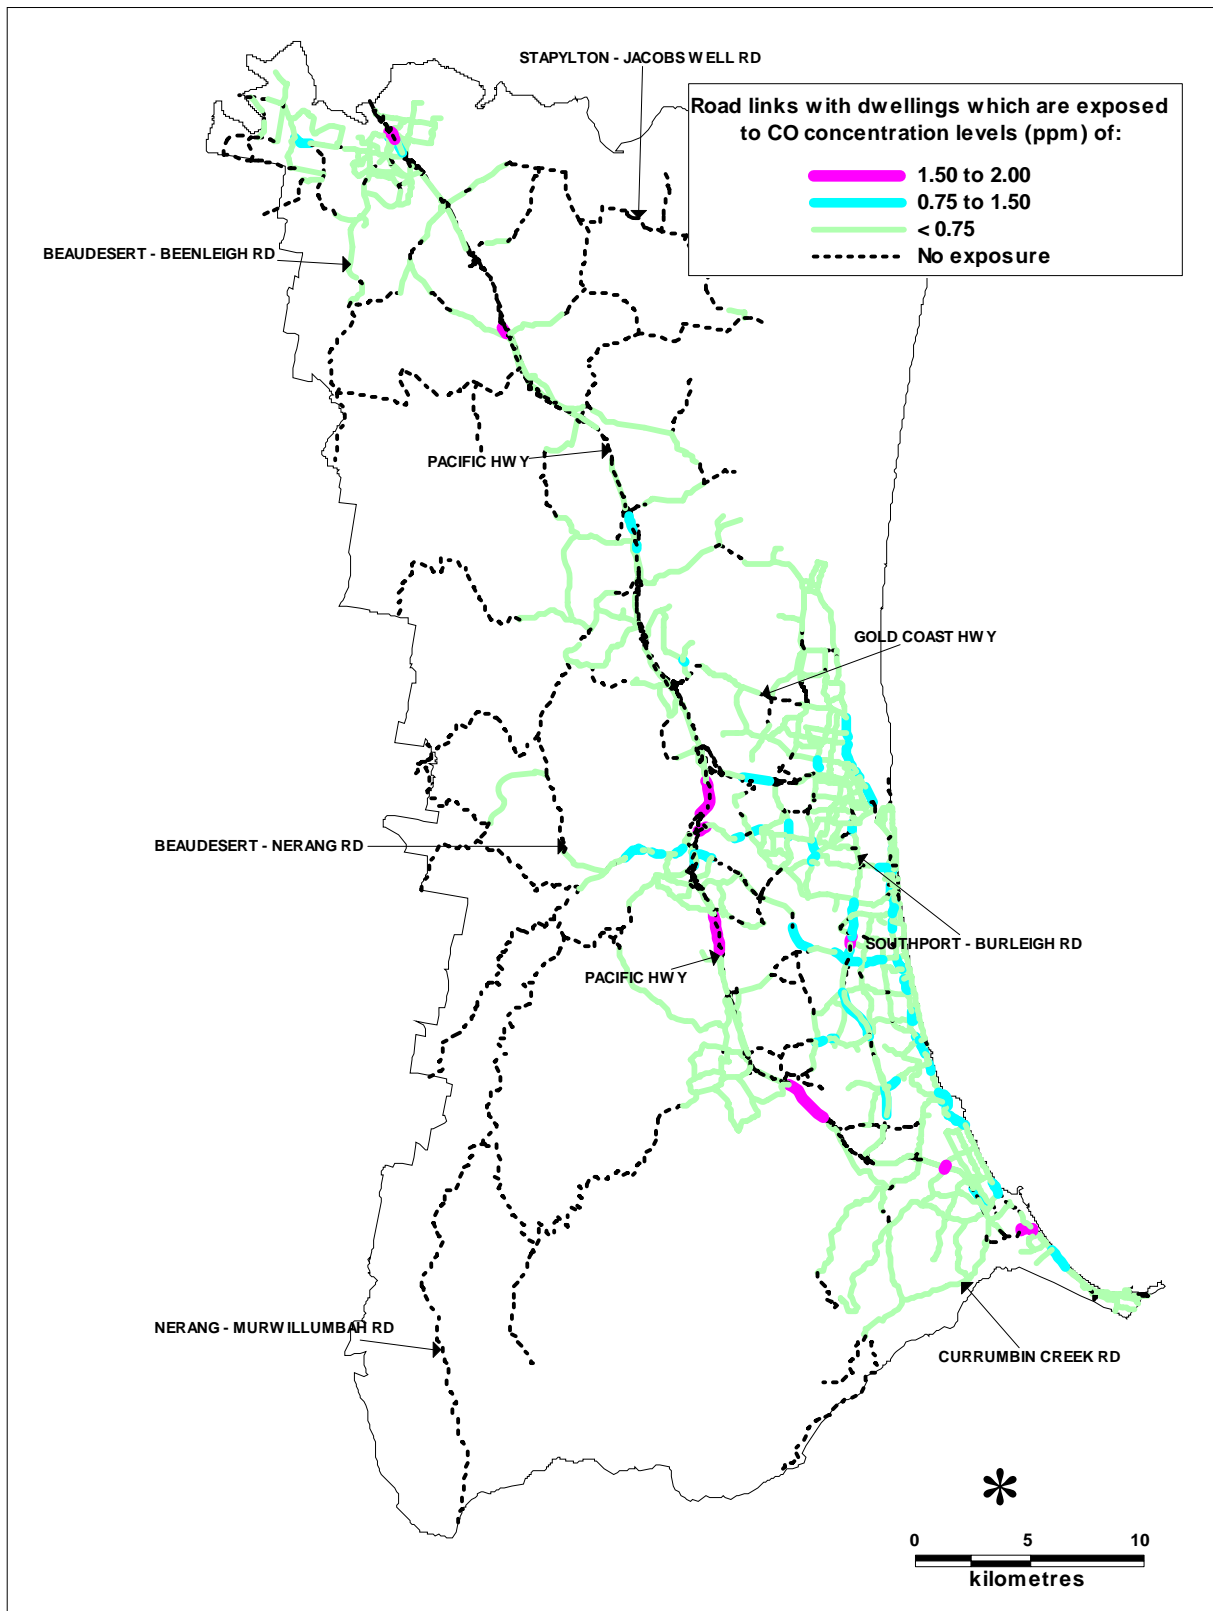 STAPYLTON - JACOBS WELL RD
Road links with dwellings which are exposed
to CO concentration levels (ppm) of:
1.50 to 2.00
0.75 to 1.50
< 0.75
No exposure
BEAUDESERT - BEENLEIGH RD
PACIFIC HWY
GOLD COAST HWY
BEAUDESERT - NERANG RD
SOUTHPORT - BURLEIGH RD
PACIFIC HWY
NERANG - MURWILLUMBAH RD
CURRUMBIN CREEK RD
0 5 10
kilometres